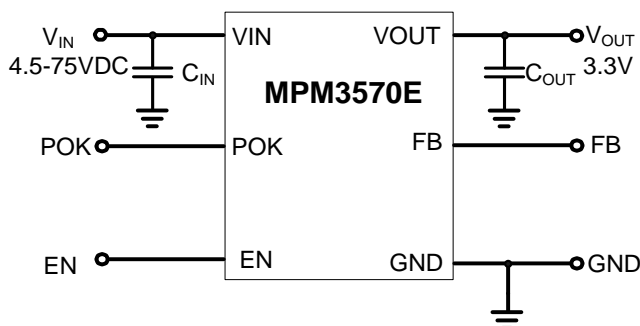 VIN VIN VOUT VOUT
4.5-75VDC CIN COUT 3.3V
MPM3570E
POK POK FB FB
EN EN GND GND